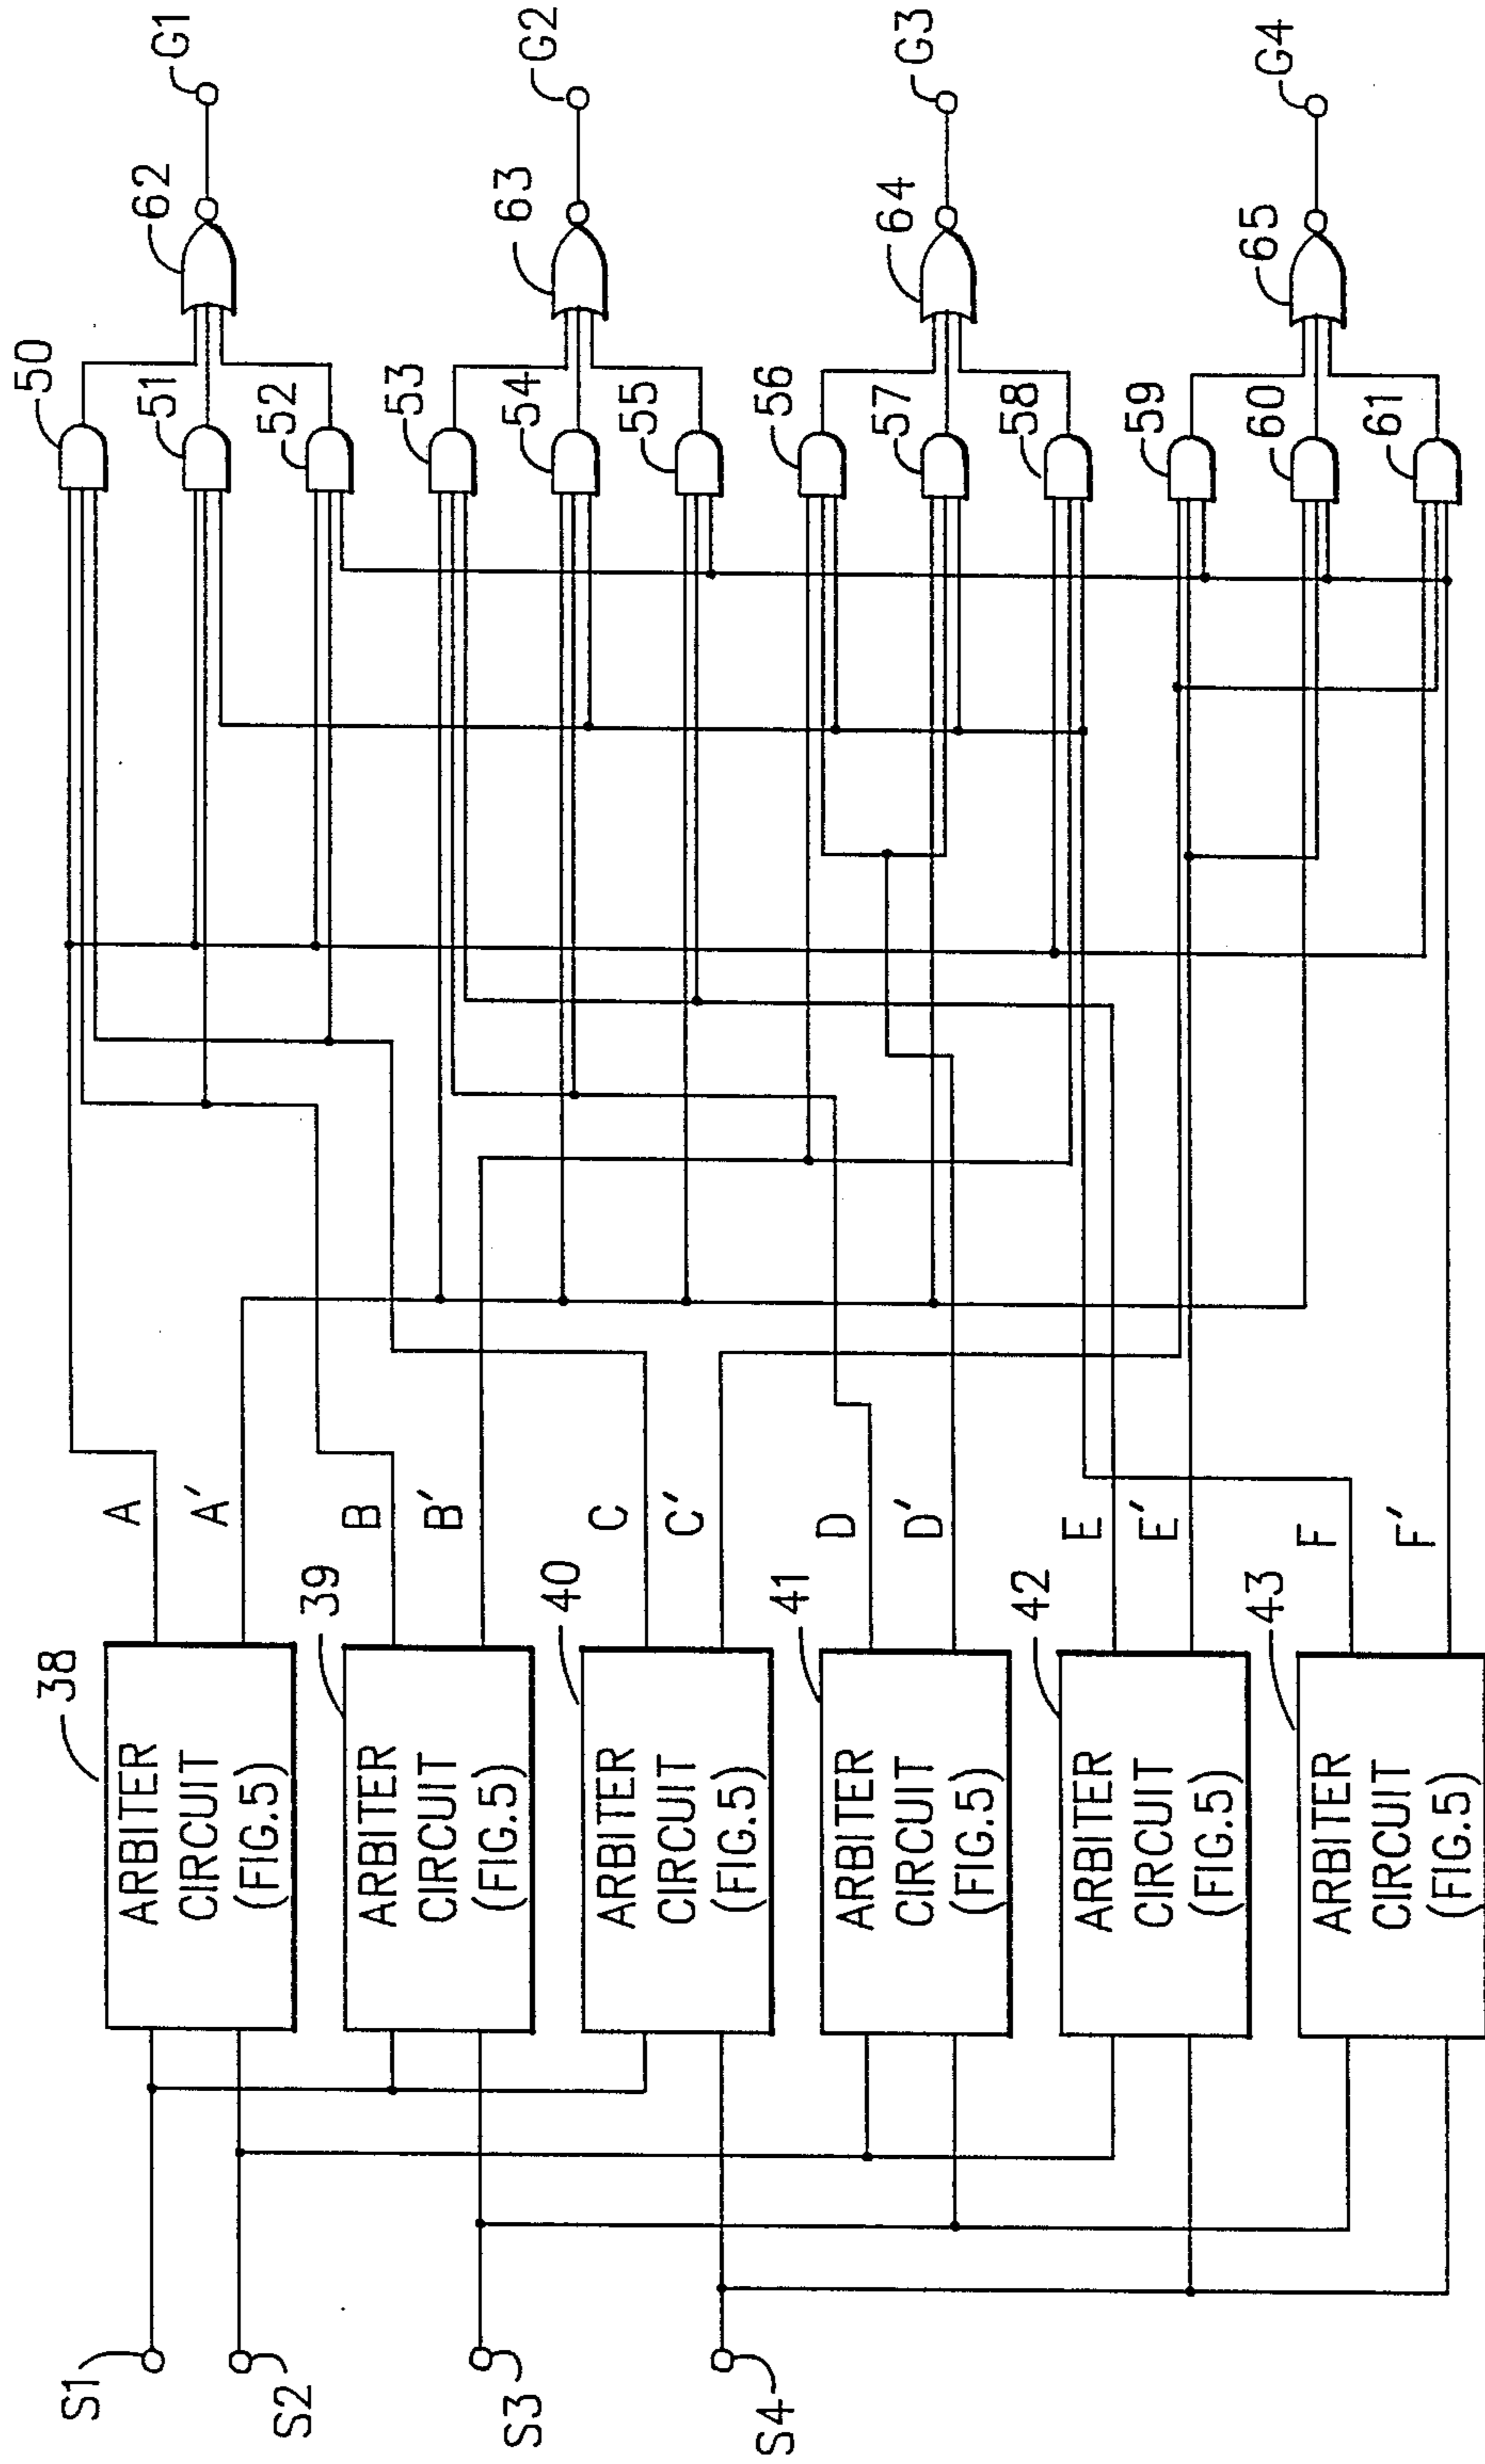 S1
S2
S3
S4
38
ARBITER
CIRCUIT
(FIG.5)
39
ARBITER
CIRCUIT
(FIG.5)
40
ARBITER
CIRCUIT
(FIG.5)
41
ARBITER
CIRCUIT
(FIG.5)
42
ARBITER
CIRCUIT
(FIG.5)
43
ARBITER
CIRCUIT
(FIG.5)
A
A'
B
B'
C
C'
D
D'
E
E'
F
F'
50
51
52
53
54
55
56
57
58
59
60
61
62
63
64
65
G1
G2
G3
G4